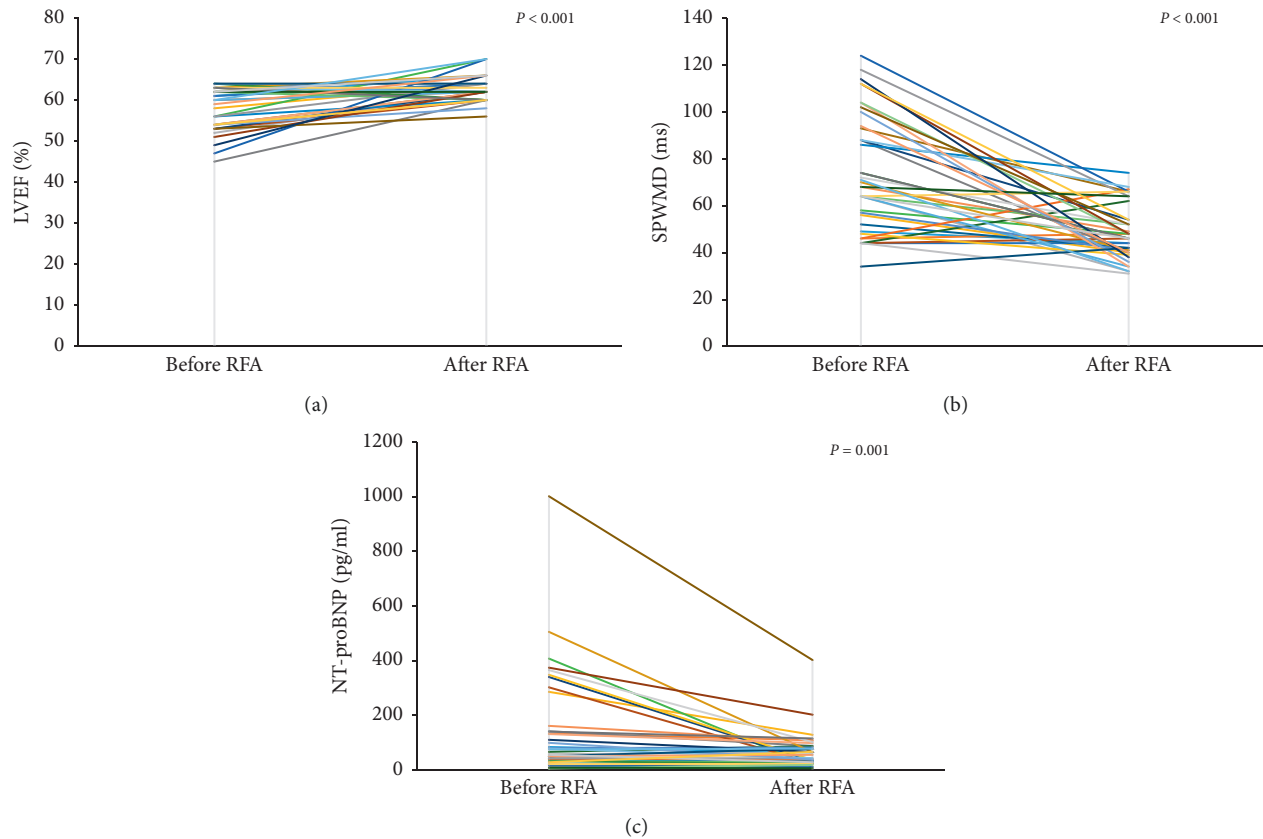 P < 0.001
80
70
60
50
40
30
20
10
0
LVEF (%)
Before RFA
After RFA
(a)
P < 0.001
140
120
100
80
60
40
20
0
SPWMD (ms)
Before RFA
After RFA
(b)
P = 0.001
1200
1000
800
600
400
200
0
NT-proBNP (pg/ml)
Before RFA
After RFA
(c)